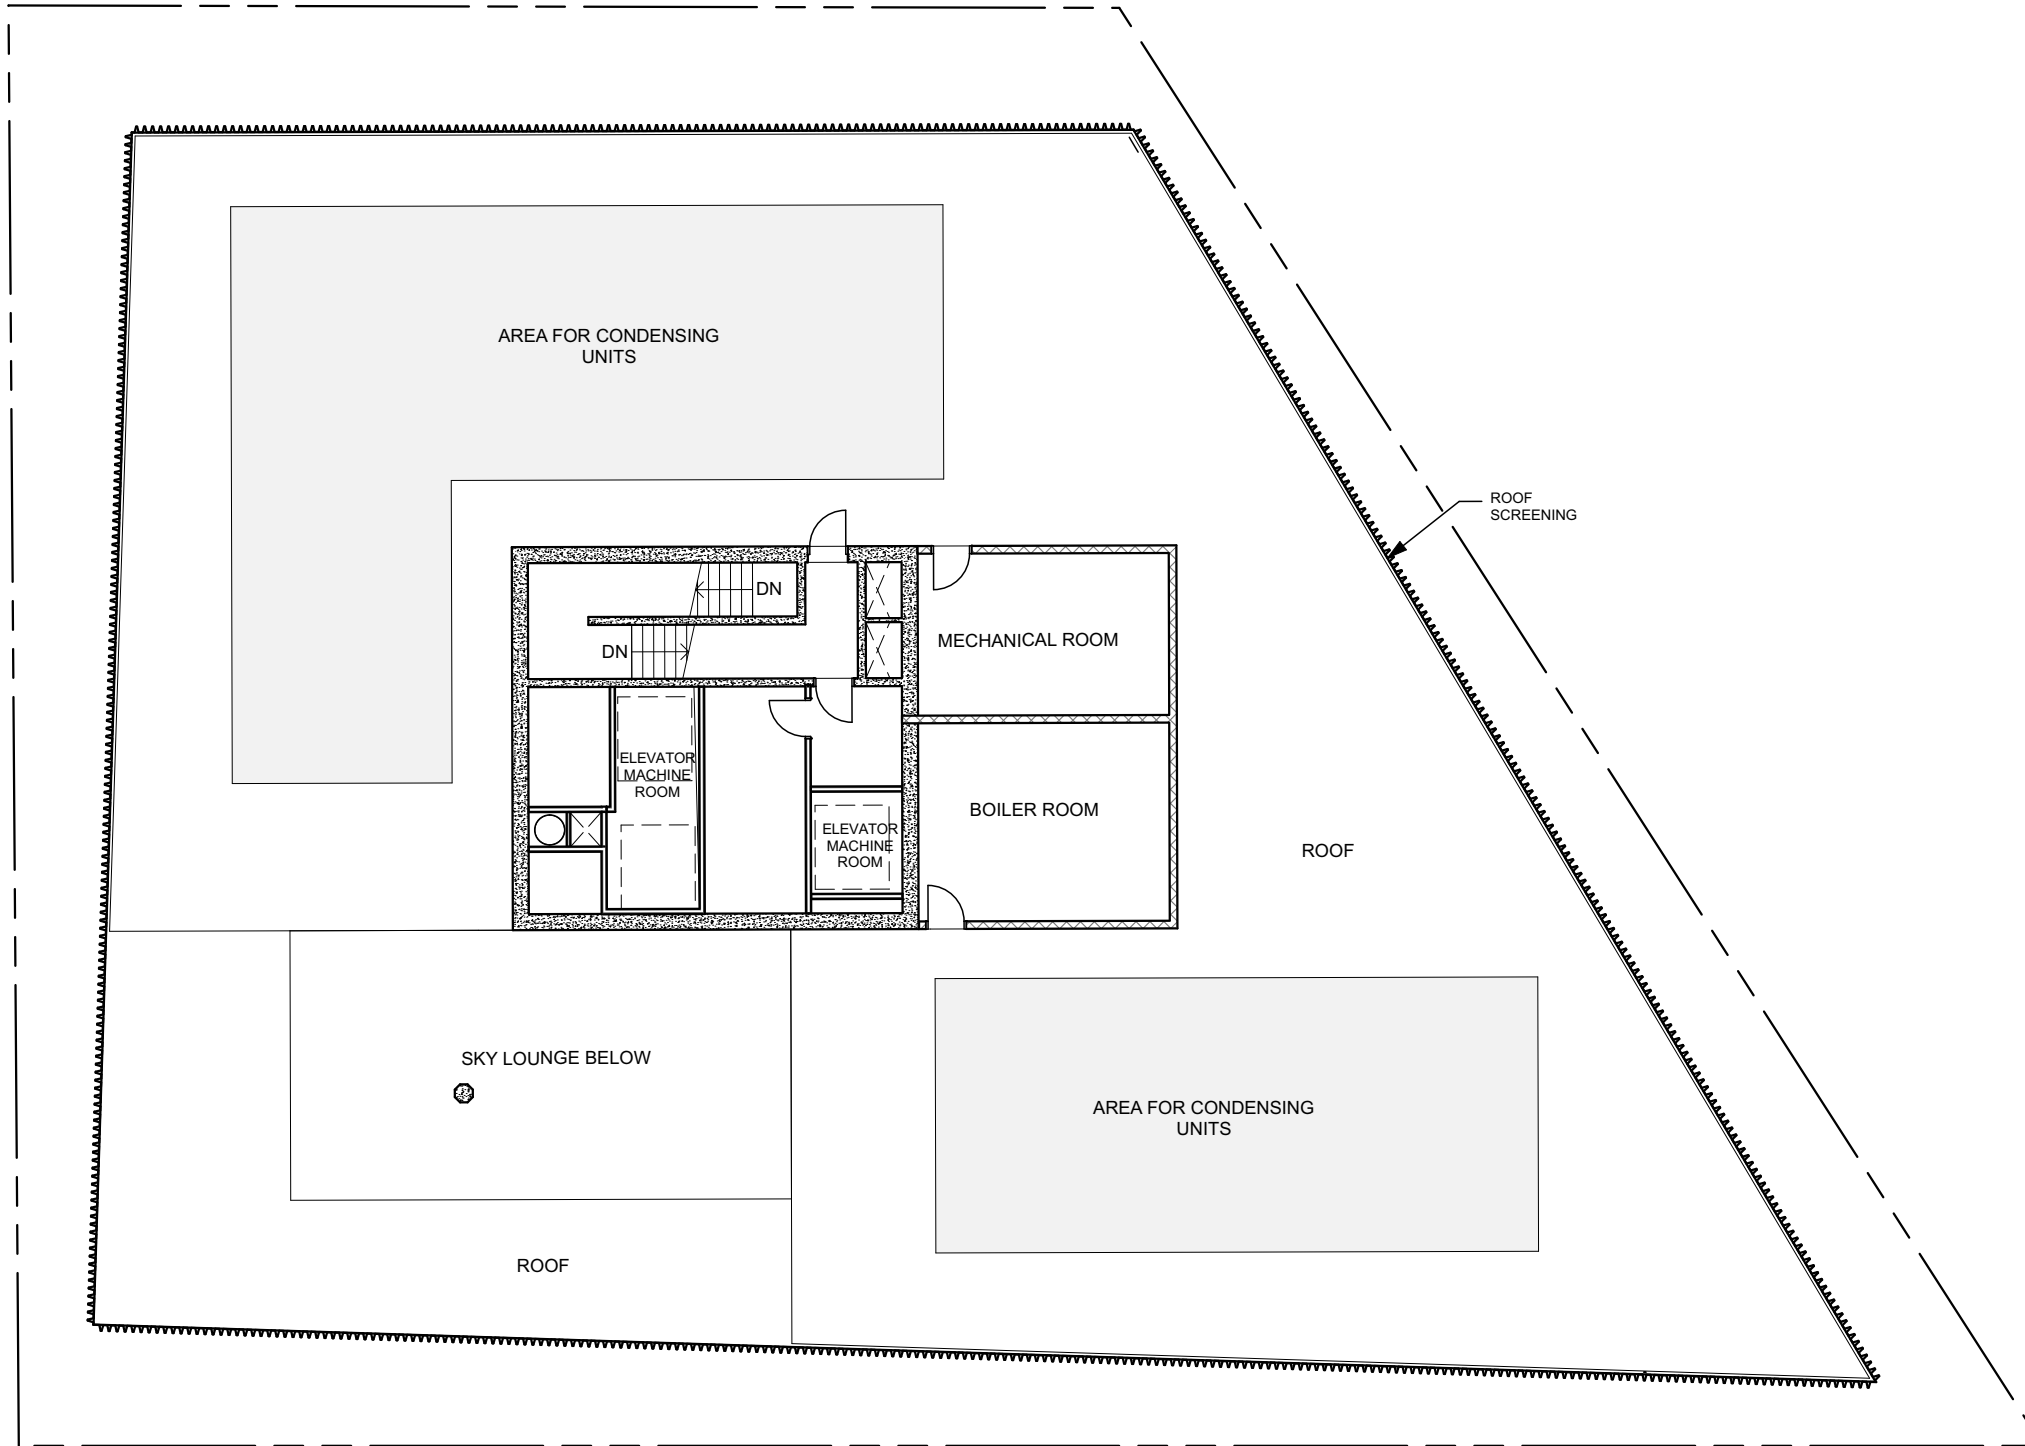 AREA FOR CONDENSING
UNITS
ROOF
SCREENING
DN
DN
MECHANICAL ROOM
ELEVATOR
MACHINE
ROOM
BOILER ROOM
ELEVATOR
MACHINE
ROOM
ROOF
SKY LOUNGE BELOW
AREA FOR CONDENSING
UNITS
ROOF